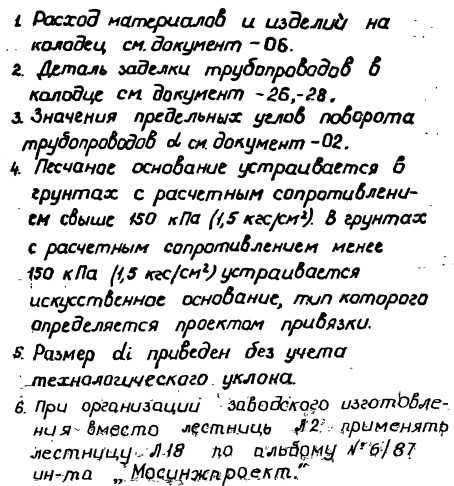 1. Расход материалов и изделий на
колодец см. документ -06.
2. Деталь заделки трубопроводов в
колодце см документ -26,-28.
3. Значения предельных углов поворота
трубопроводов α см. документ -02.
4. Песчаное основание устраивается в
грунтах с расчетным сопротивлени-
ем свыше 150 кПа (1,5 кгс/см²). В грунтах
с расчетным сопротивлением менее
150 кПа (1,5 кгс/см²) устраивается
искусственное основание, тип которого
определяется проектом привязки.
5. Размер di приведен без учета
технологического уклона.
6. При организации заводского изготовле-
ния вместо лестниць Л2 применять
лестницу Л18 по альбому №6/87
ин-та „Мосинжпроект."